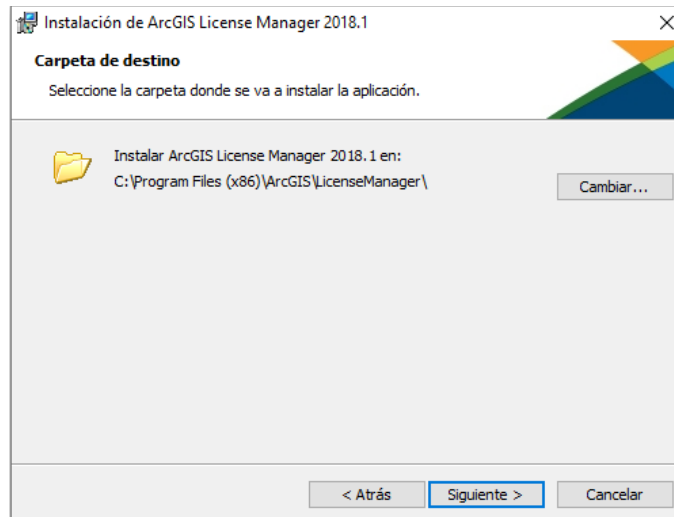 Instalación de ArcGIS License Manager 2018.1
Carpeta de destino
Seleccione la carpeta donde se va a instalar la aplicación.
Instalar ArcGIS License Manager 2018.1 en:
C:\Program Files (x86)\ArcGIS\LicenseManager\
Cambiar...
< Atrás
Siguiente >
Cancelar